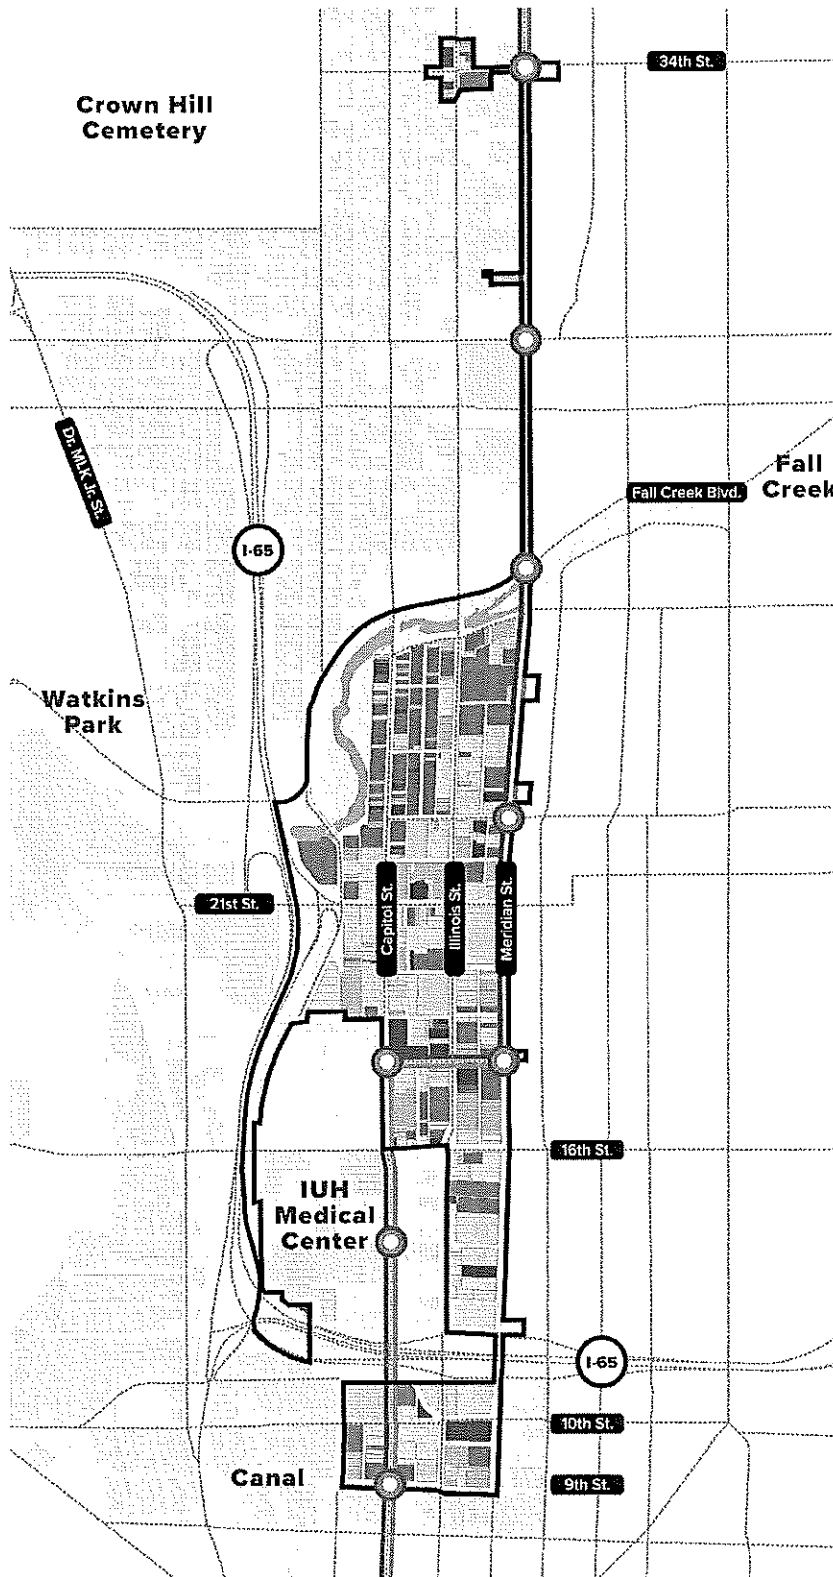 34th St.
Crown Hill
Cemetery
Dr. MLK Jr. St.
Fall
Creek
Fall Creek Blvd.
I-65
Watkins
Park
21st St.
Capitol St.
Illinois St.
Meridian St.
16th St.
IUH
Medical
Center
I-65
10th St.
Canal
9th St.